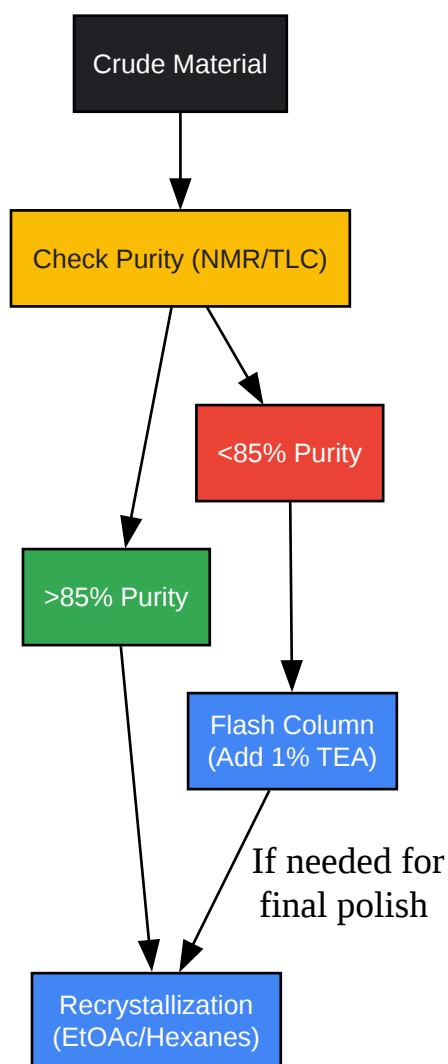 Crude Material
Check Purity (NMR/TLC)
<85% Purity
>85% Purity
Flash Column
(Add 1% TEA)
If needed for
final polish
Recrystallization
(EtOAc/Hexanes)